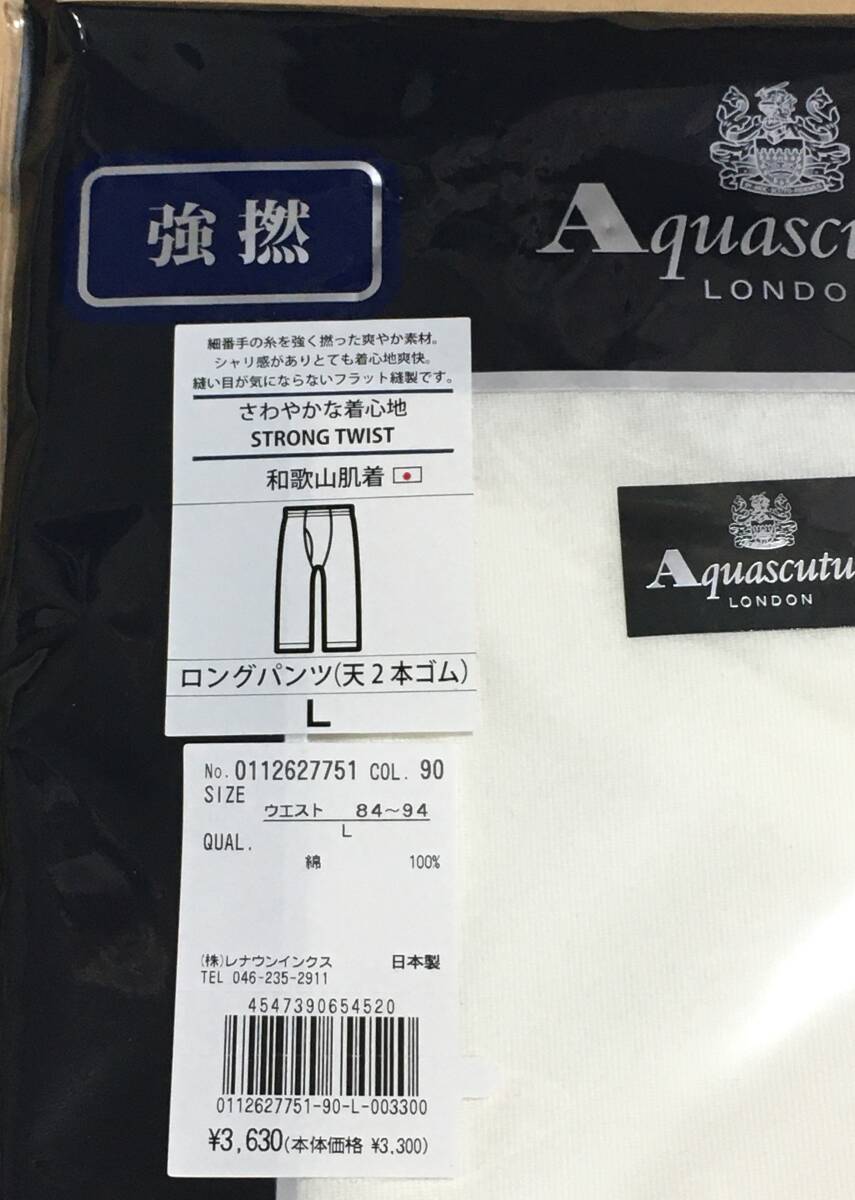 強撚
Aquascu
LONDO
細番手の糸を強く撚った爽やか素材。
シャリ感がありとても着心地爽快。
縫い目が気にならないフラット縫製です。
さわやかな着心地
STRONG TWIST
和歌山肌着
ロングパンツ(天2本ゴム)
L
Aquascutu
LONDON
No. 0112627751 COL. 90
SIZE
ウエスト 84～94
L
QUAL.
綿 100%
(株)レナウンインクス 日本製
TEL 046-235-2911
4547390654520
0112627751-90-L-003300
¥3,630(本体価格 ¥3,300)